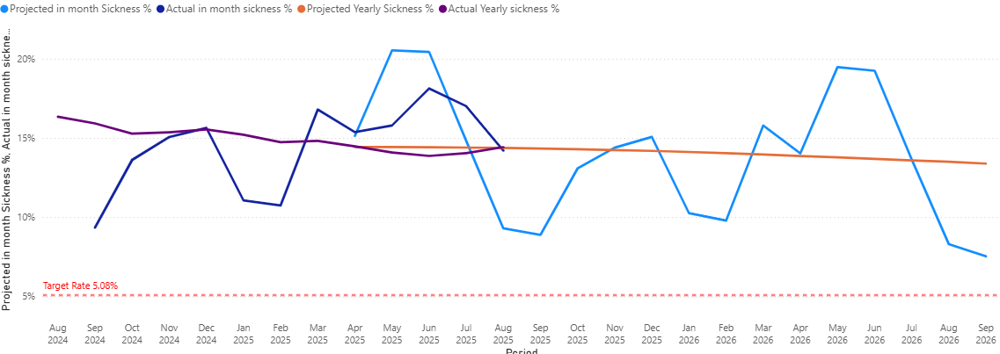 Projected in month Sickness % Actual in month sickness % Projected Yearly Sickness % Actual Yearly sickness %
Projected in month Sickness %, Actual in month sickne...
20%
15%
10%
5%
Target Rate 5.08%
Aug Sep Oct Nov Dec Jan Feb Mar Apr May Jun Jul Aug Sep Oct Nov Dec Jan Feb Mar Apr May Jun Jul Aug Sep
2024 2024 2024 2024 2024 2025 2025 2025 2025 2025 2025 2025 2025 2025 2025 2025 2025 2026 2026 2026 2026 2026 2026 2026 2026 2026
Period